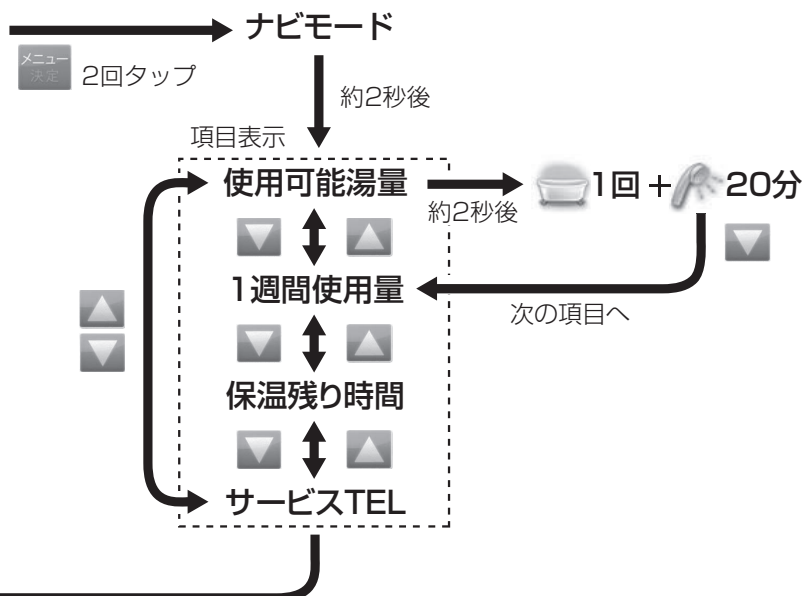 ナビモード
メニュー
決定
2回タップ
約2秒後
項目表示
使用可能湯量
約2秒後
1回+
20分
1週間使用量
次の項目へ
保温残り時間
サービスTEL